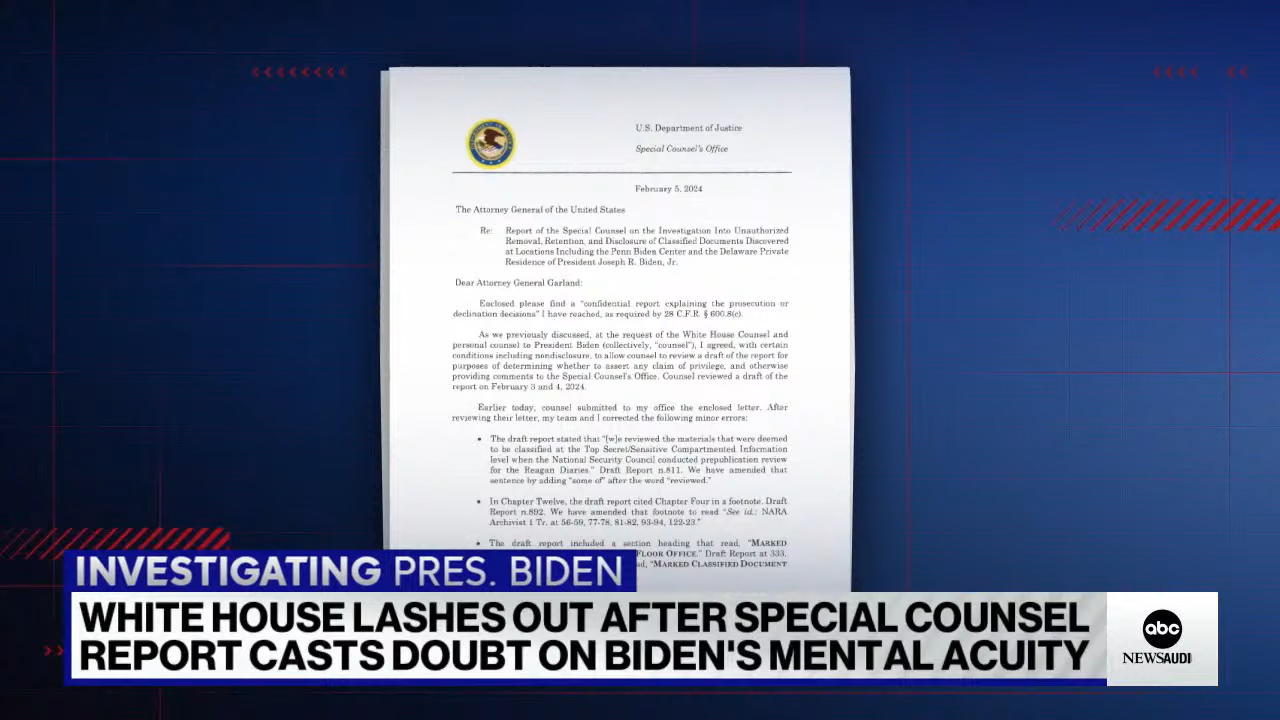 U.S. Department of Justice
Special Counsel's Office
February 5, 2024
The Attorney General of the United States
Re: Report of the Special Counsel on the Investigation Into Unauthorized
Removal, Retention, and Disclosure of Classified Documents Discovered
at Locations Including the Penn Biden Center and the Delaware Private
Residence of President Joseph R. Biden, Jr.
Dear Attorney General Garland:
Enclosed please find a "confidential report explaining the prosecution or
declination decisions" I have reached, as required by 28 C.F.R. § 600.8(c).
As we previously discussed, at the request of the White House Counsel and
personal counsel to President Biden (collectively, "counsel"), I agreed, with certain
conditions including nondisclosure, to allow counsel to review a draft of the report for
purposes of determining whether to assert any claim of privilege, and otherwise
providing comments to the Special Counsel's Office. Counsel reviewed a draft of the
report on February 3 and 4, 2024.
Earlier today, counsel submitted to my office the enclosed letter. After
reviewing their letter, my team and I corrected the following minor errors:
• The draft report stated that "[w]e reviewed the materials that were deemed
to be classified at the Top Secret/Sensitive Compartmented Information
level when the National Security Council conducted prepublication review
for the Reagan Diaries." Draft Report n.811. We have amended that
sentence by adding "some of" after the word "reviewed."
• In Chapter Twelve, the draft report cited Chapter Four in a footnote. Draft
Report n.892. We have amended that footnote to read "See id.; NARA
Archivist 1 Tr. at 56-59, 77-78, 81-82, 93-94, 122-23."
• The draft report included a section heading that read, "MARKED
FLOOR OFFICE." Draft Report at 333.
"MARKED CLASSIFIED DOCUMENT
INVESTIGATING PRES. BIDEN
WHITE HOUSE LASHES OUT AFTER SPECIAL COUNSEL
REPORT CASTS DOUBT ON BIDEN'S MENTAL ACUITY
abc